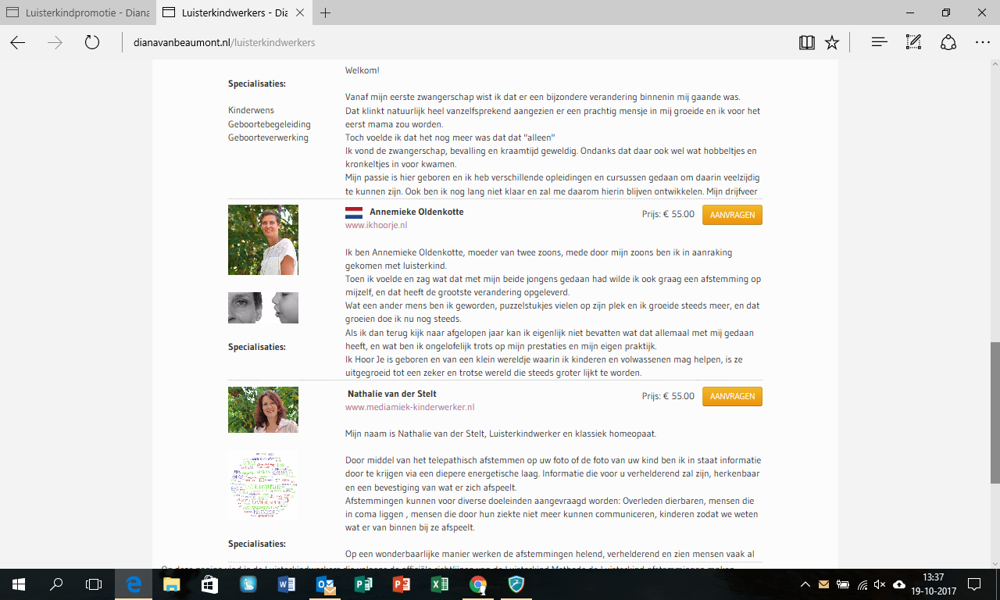 Luisterkindpromotie - Diana
Luisterkindwerkers - Dia
dianavanbeaumont.nl/luisterkindwerkers
Welkom!
Specialisaties:
Kinderwens
Geboortebegeleiding
Geboorteverwerking
Vanaf mijn eerste zwangerschap wist ik dat er een bijzondere verandering binnenin mij gaande was.
Dat klinkt natuurlijk heel vanzelfsprekend aangezien er een prachtig mensje in mij groeide en ik voor het
eerst mama zou worden.
Toch voelde ik dat het nog meer was dat dat "alleen"
Ik vond de zwangerschap, bevalling en kraamtijd geweldig. Ondanks dat daar ook wel wat hobbeltjes en
kronkeltjes in voor kwamen.
Mijn passie is hier geboren en ik heb verschillende opleidingen en cursussen gedaan om daarin veelzijdig
te kunnen zijn. Ook ben ik nog lang niet klaar en zal me daarom hierin blijven ontwikkelen. Mijn drijfveer
Annemieke Oldenkotte
Prijs: € 55.00
AANVRAGEN
www.ikhoorje.nl
Ik ben Annemieke Oldenkotte, moeder van twee zoons, mede door mijn zoons ben ik in aanraking
gekomen met luisterkind.
Toen ik voelde en zag wat dat met mijn beide jongens gedaan had wilde ik ook graag een afstemming op
mijzelf, en dat heeft de grootste verandering opgeleverd.
Wat een ander mens ben ik geworden, puzzelstukjes vielen op zijn plek en ik groeide steeds meer, en dat
groeien doe ik nu nog steeds.
Als ik dan terug kijk naar afgelopen jaar kan ik eigenlijk niet bevatten wat dat allemaal met mij gedaan
heeft, en wat ben ik ongelofelijk trots op mijn prestaties en mijn eigen praktijk.
Ik Hoor Je is geboren en van een klein wereldje waarin ik kinderen en volwassenen mag helpen, is ze
uitgegroeid tot een zeker en trotse wereld die steeds groter lijkt te worden.
Specialisaties:
Nathalie van der Stelt
Prijs: € 55.00
AANVRAGEN
www.mediamiek-kinderwerker.nl
Mijn naam is Nathalie van der Stelt, Luisterkindwerker en klassiek homeopaat.
Door middel van het telepathisch afstemmen op uw foto of de foto van uw kind ben ik in staat informatie
door te krijgen via een diepere energetische laag. Informatie die voor u verhelderend zal zijn, herkenbaar
en een bevestiging van wat er zich afspeelt.
Afstemmingen kunnen voor diverse doeleinden aangevraagd worden: Overleden dierbaren, mensen die
in coma liggen , mensen die door hun ziekte niet meer kunnen communiceren, kinderen zodat we weten
wat er van binnen bij ze afspeelt.
Specialisaties:
Op een wonderbaarlijke manier werken de afstemmingen helend, verhelderend en zien mensen vaak al
13:37
19-10-2017